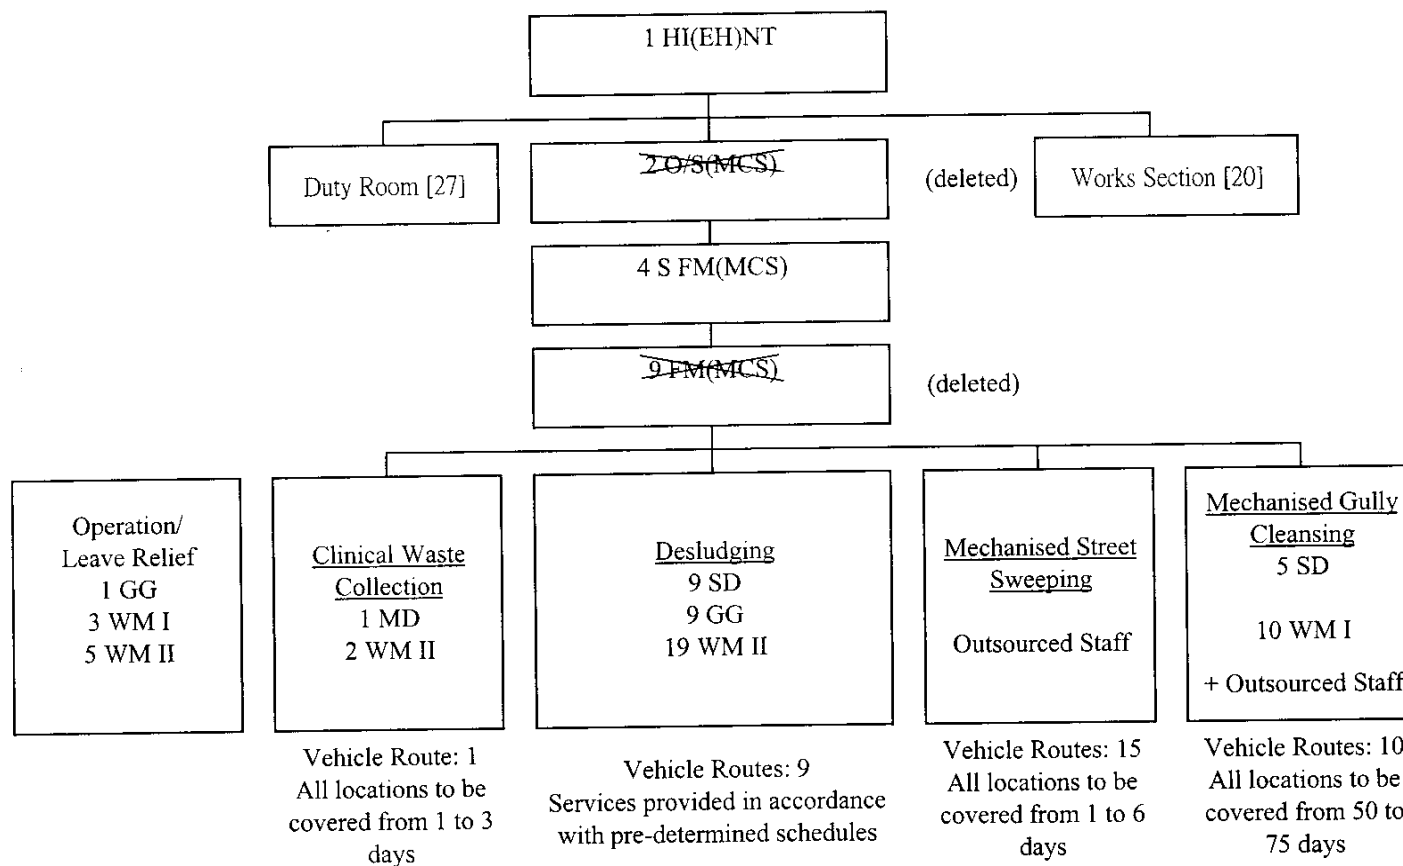 1 HI(EH)NT
Duty Room [27]
2 O/S(MCS)
(deleted)
Works Section [20]
4 S FM(MCS)
9 FM(MCS)
(deleted)
Operation/
Leave Relief
1 GG
3 WM I
5 WM II
Clinical Waste
Collection
1 MD
2 WM II
Desludging
9 SD
9 GG
19 WM II
Mechanised Street
Sweeping
Outsourced Staff
Mechanised Gully
Cleansing
5 SD
10 WM I
+ Outsourced Staff
Vehicle Route: 1
All locations to be
covered from 1 to 3
days
Vehicle Routes: 9
Services provided in accordance
with pre-determined schedules
Vehicle Routes: 15
All locations to be
covered from 1 to 6
days
Vehicle Routes: 10
All locations to be
covered from 50 to
75 days